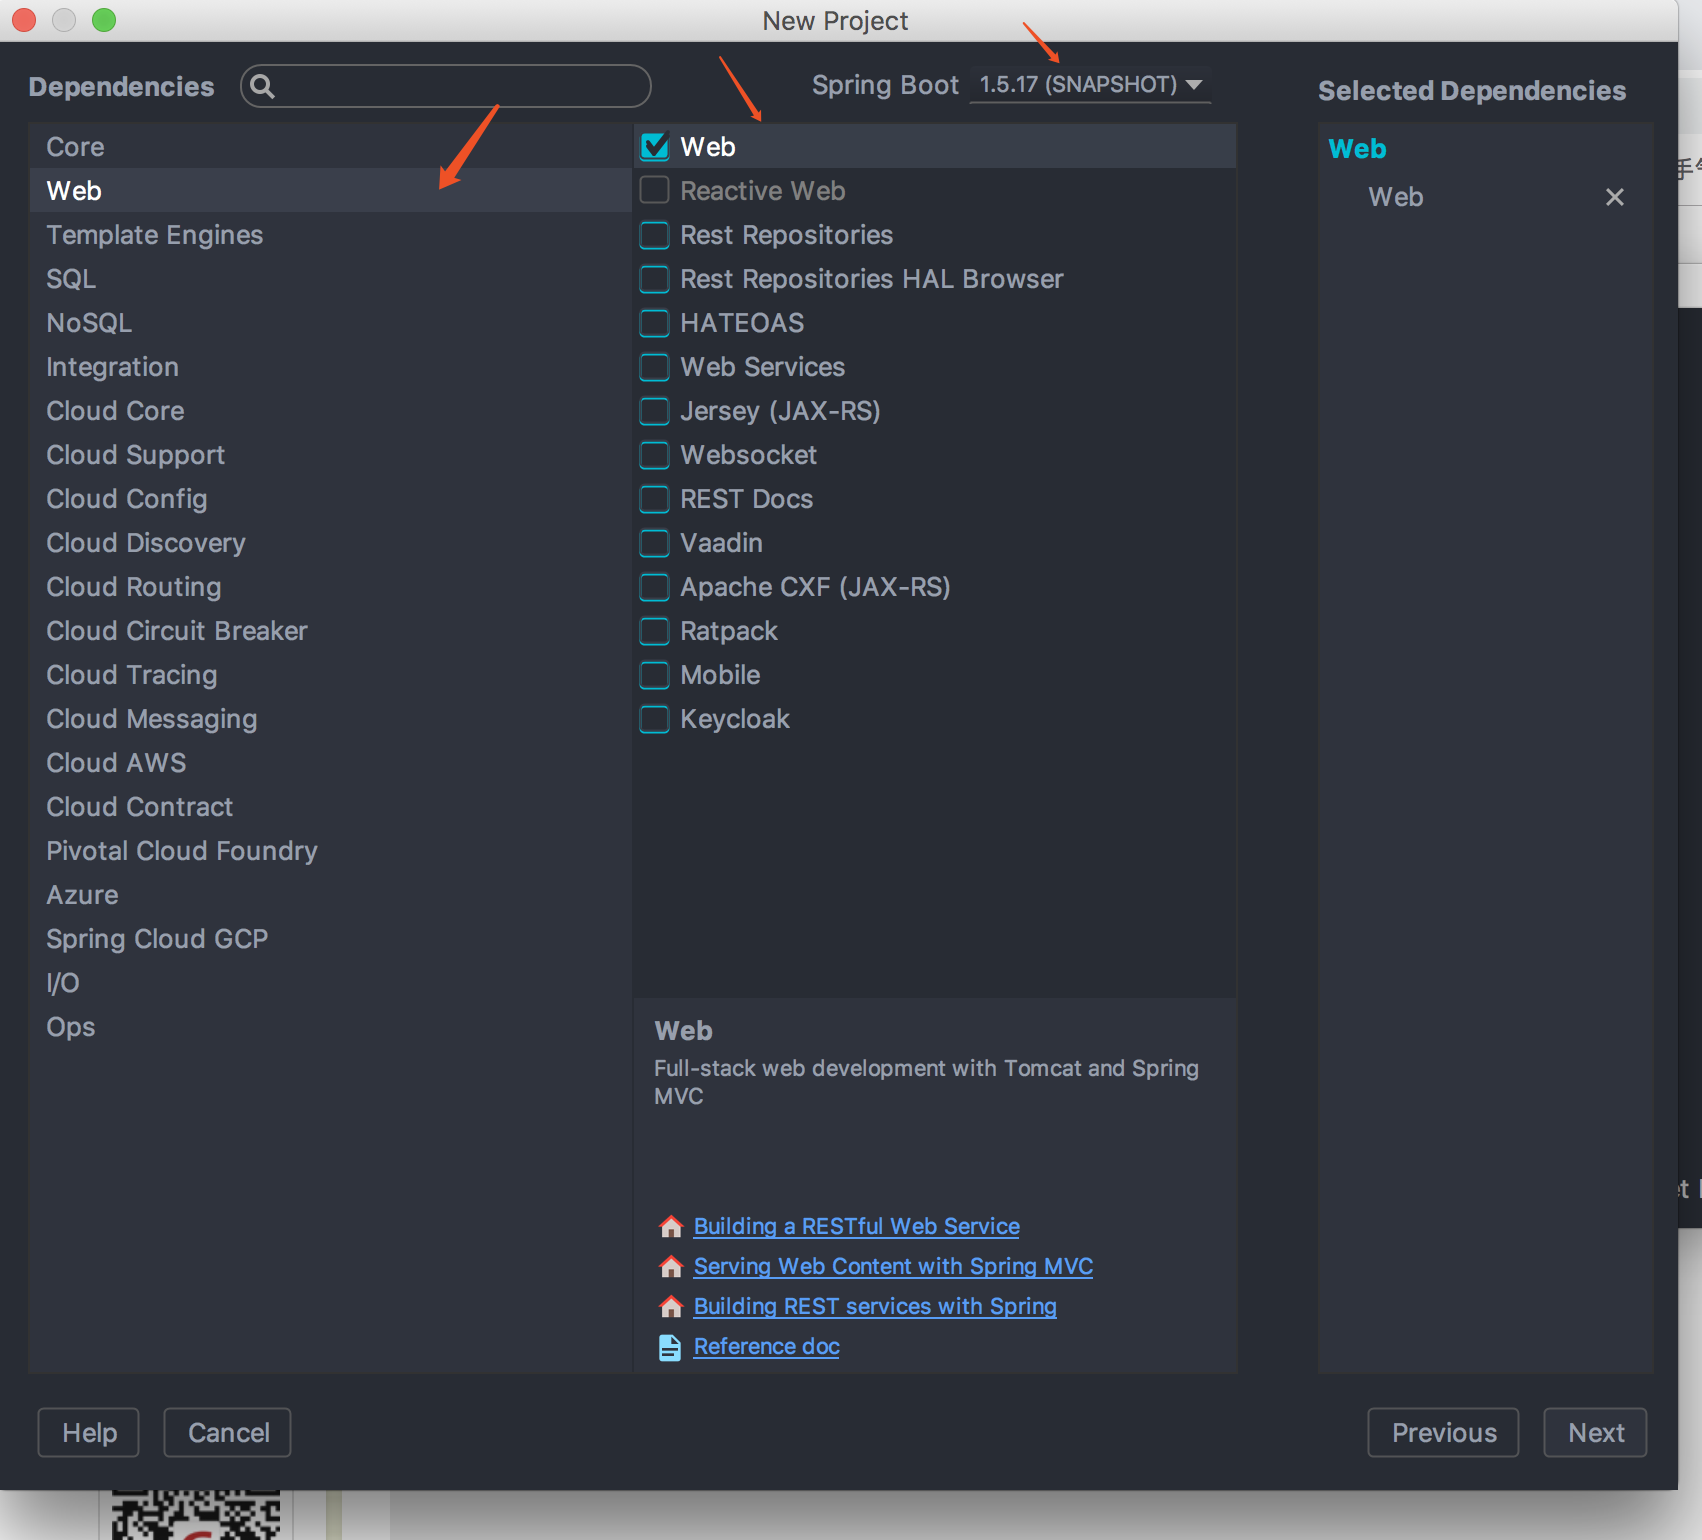 New Project
Dependencies
Spring Boot 1.5.17 (SNAPSHOT)
Selected Dependencies
Core
Web
Template Engines
SQL
NoSQL
Integration
Cloud Core
Cloud Support
Cloud Config
Cloud Discovery
Cloud Routing
Cloud Circuit Breaker
Cloud Tracing
Cloud Messaging
Cloud AWS
Cloud Contract
Pivotal Cloud Foundry
Azure
Spring Cloud GCP
I/O
Ops
Web
Reactive Web
Rest Repositories
Rest Repositories HAL Browser
HATEOAS
Web Services
Jersey (JAX-RS)
Websocket
REST Docs
Vaadin
Apache CXF (JAX-RS)
Ratpack
Mobile
Keycloak
Web
Full-stack web development with Tomcat and Spring
MVC
Building a RESTful Web Service
Serving Web Content with Spring MVC
Building REST services with Spring
Reference doc
Web
Web
Help
Cancel
Previous
Next